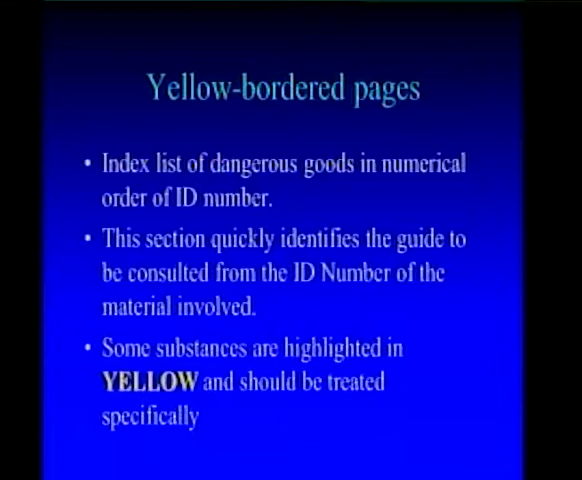 Yellow-bordered pages
• Index list of dangerous goods in numerical
order of ID number.
• This section quickly identifies the guide to
be consulted from the ID Number of the
material involved.
• Some substances are highlighted in
YELLOW and should be treated
specifically